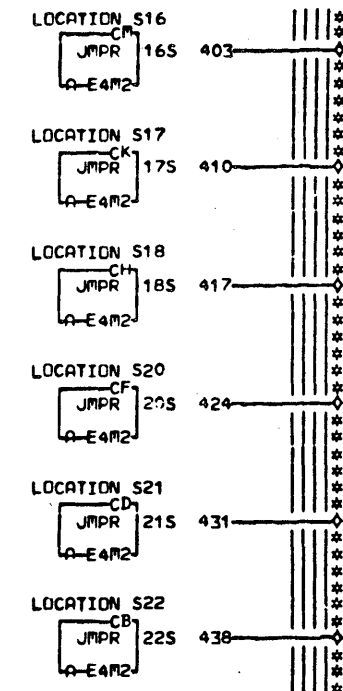 LOCATION S16
CM
JMPR 16S 403
A E4M2
LOCATION S17
CK
JMPR 17S 410
A E4M2
LOCATION S18
CH
JMPR 18S 417
A E4M2
LOCATION S20
CF
JMPR 20S 424
A E4M2
LOCATION S21
CD
JMPR 21S 431
A E4M2
LOCATION S22
CB
JMPR 22S 438
A E4M2